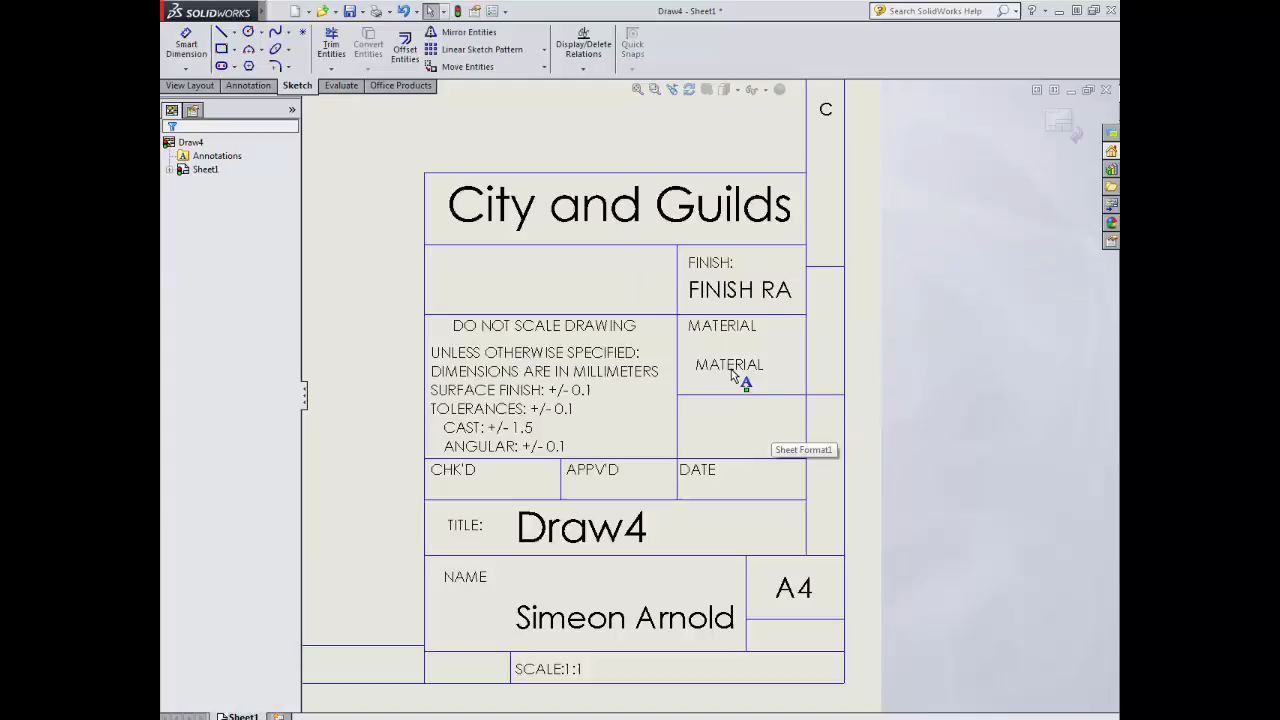 SOLIDWORKS
Draw4 - Sheet1 *
Search SolidWorks Help
Smart Dimension
Trim Entities
Convert Entities
Offset Entities
Mirror Entities
Linear Sketch Pattern
Move Entities
Display/Delete Relations
Quick Snaps
View Layout
Annotation
Sketch
Evaluate
Office Products
Draw4
Annotations
Sheet1
C
City and Guilds
FINISH:
FINISH RA
DO NOT SCALE DRAWING
MATERIAL
UNLESS OTHERWISE SPECIFIED:
MATERIAL
DIMENSIONS ARE IN MILLIMETERS
SURFACE FINISH: +/- 0.1
TOLERANCES: +/- 0.1
CAST: +/- 1.5
ANGULAR: +/- 0.1
A
Sheet Format1
CHK'D
APPV'D
DATE
TITLE:
Draw4
NAME
A4
Simeon Arnold
SCALE:1:1
Sheet1